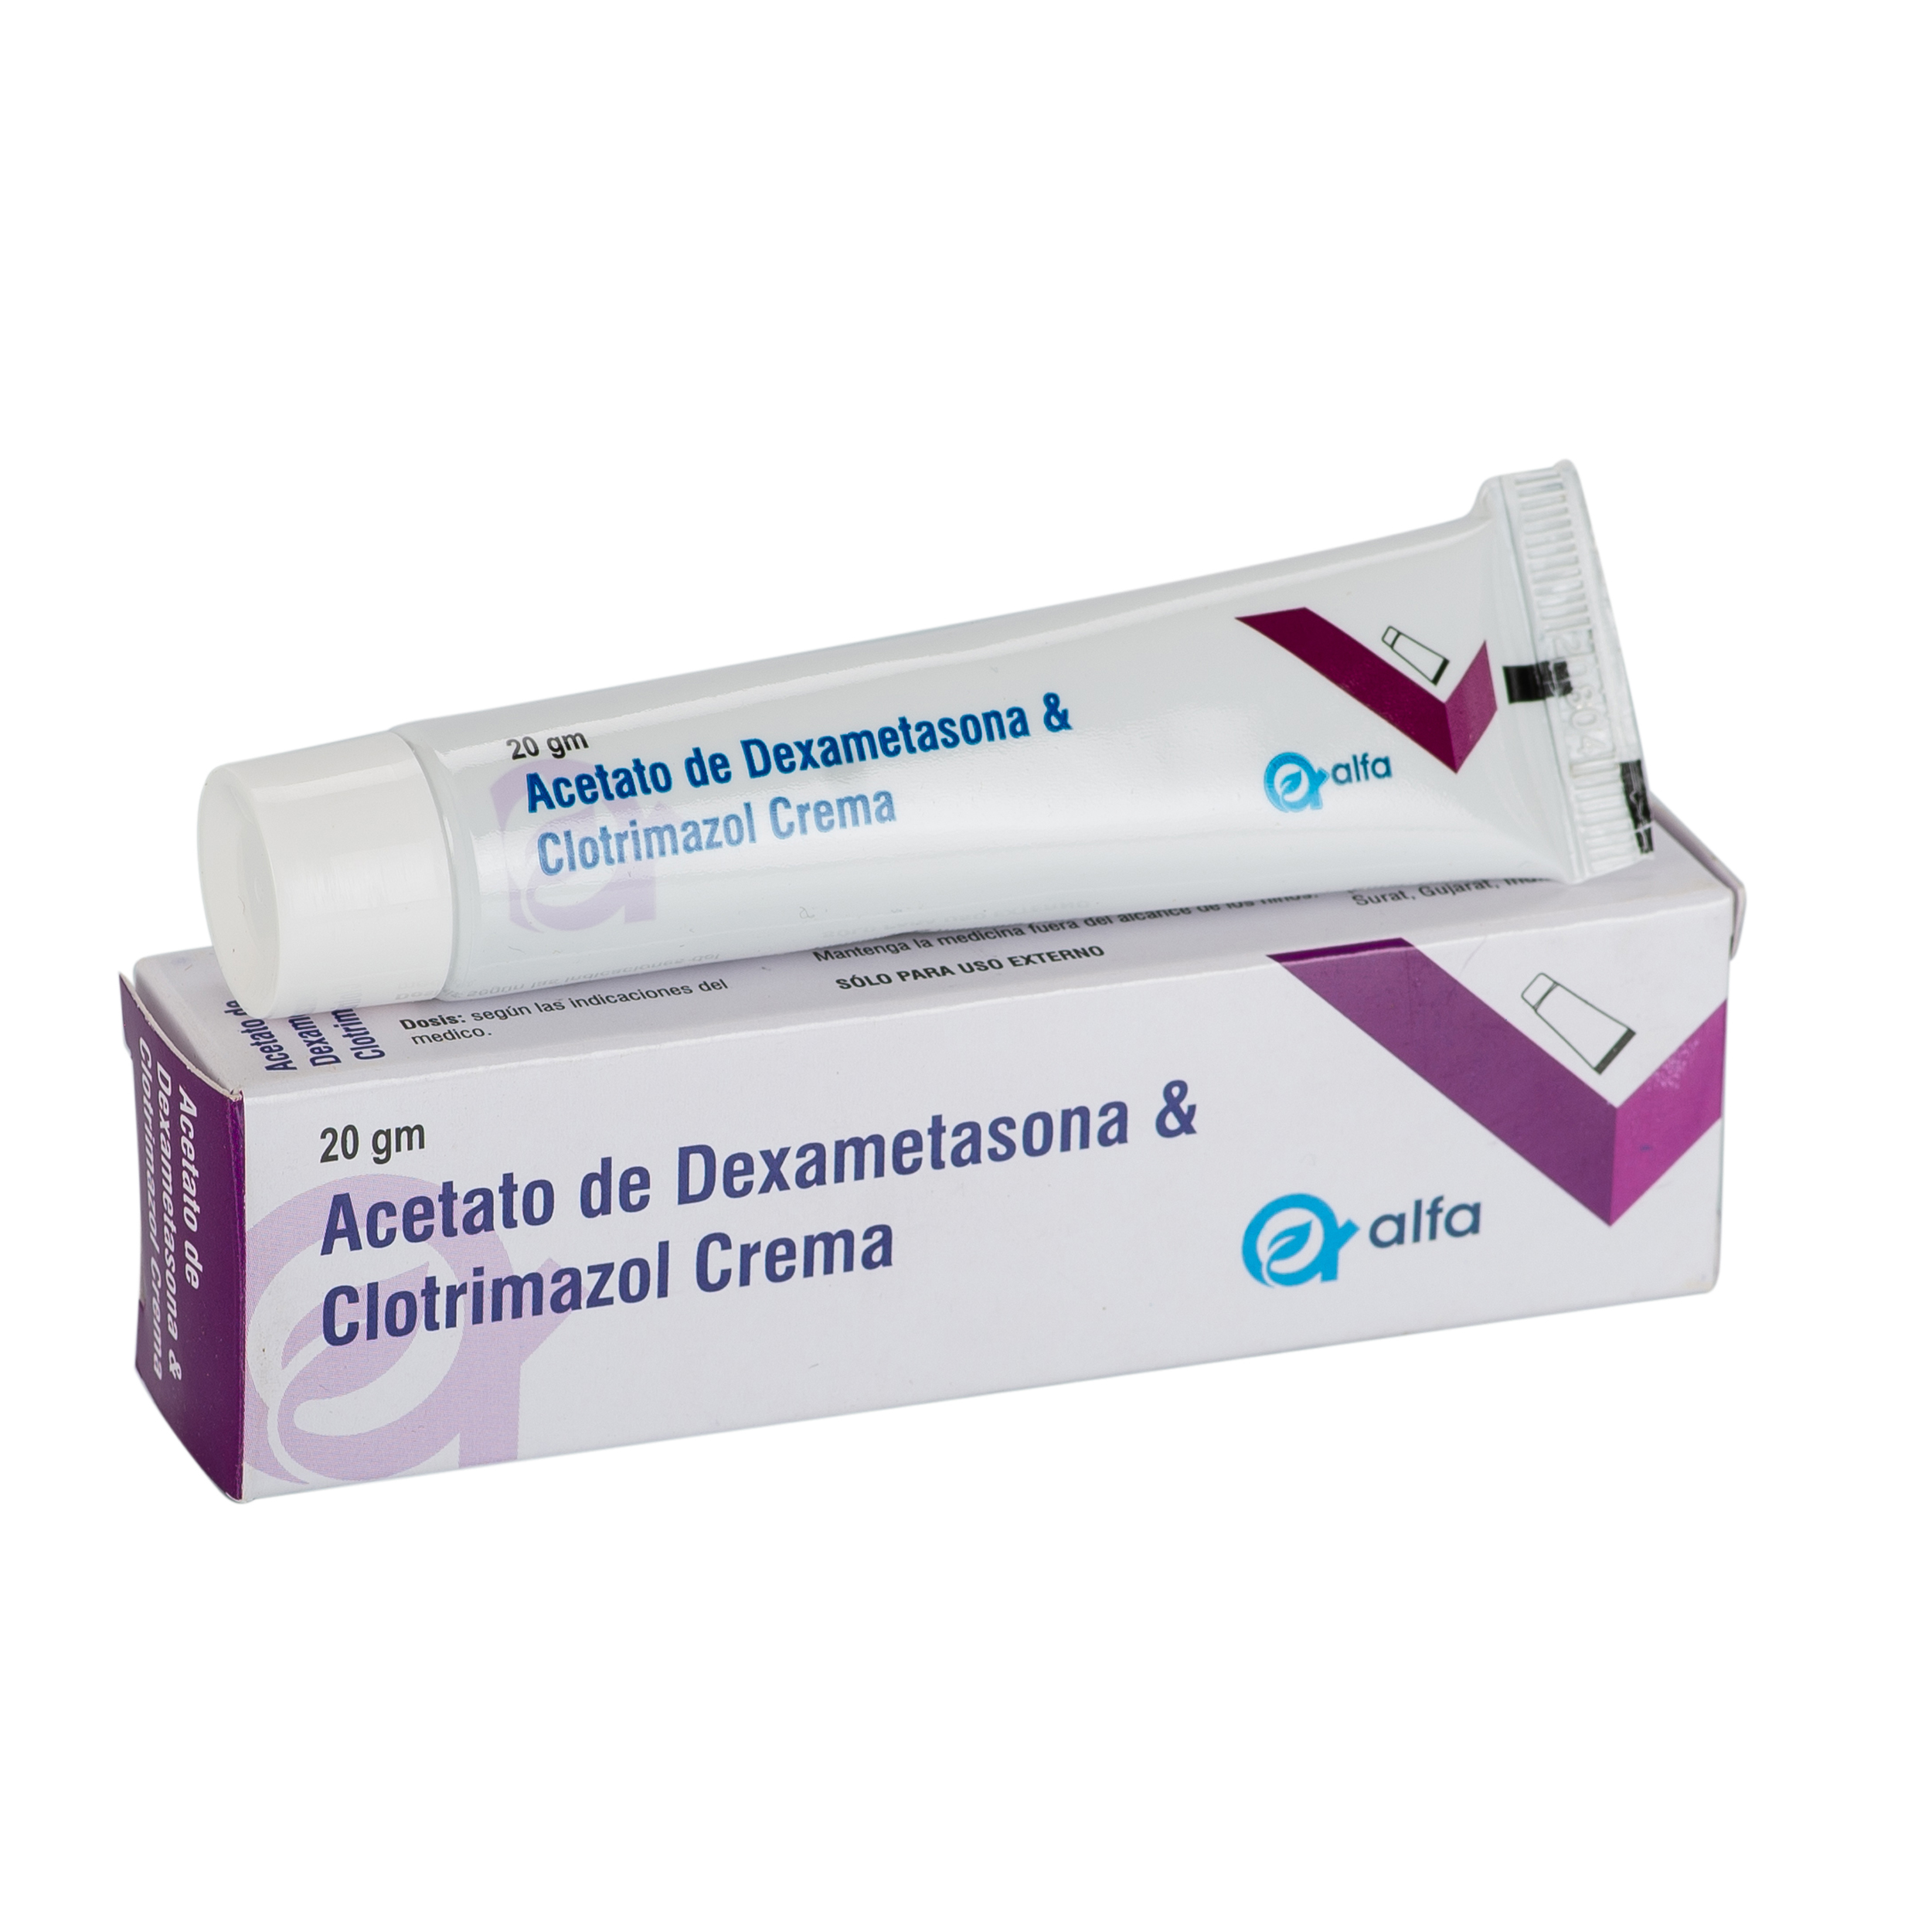 20 gm
Acetato de Dexametasona &
Clotrimazol Crema
alfa
Surat, Gujarat,
Mantenga la medicina fuera del alcance de los niños.
SÓLO PARA USO EXTERNO
Dosis: según las indicaciones del
medico.
Acetato de
20 gm
Acetato de Dexametasona &
Clotrimazol Crema
alfa
Acetato de
Dexametasona &
Clotrimazol Crema